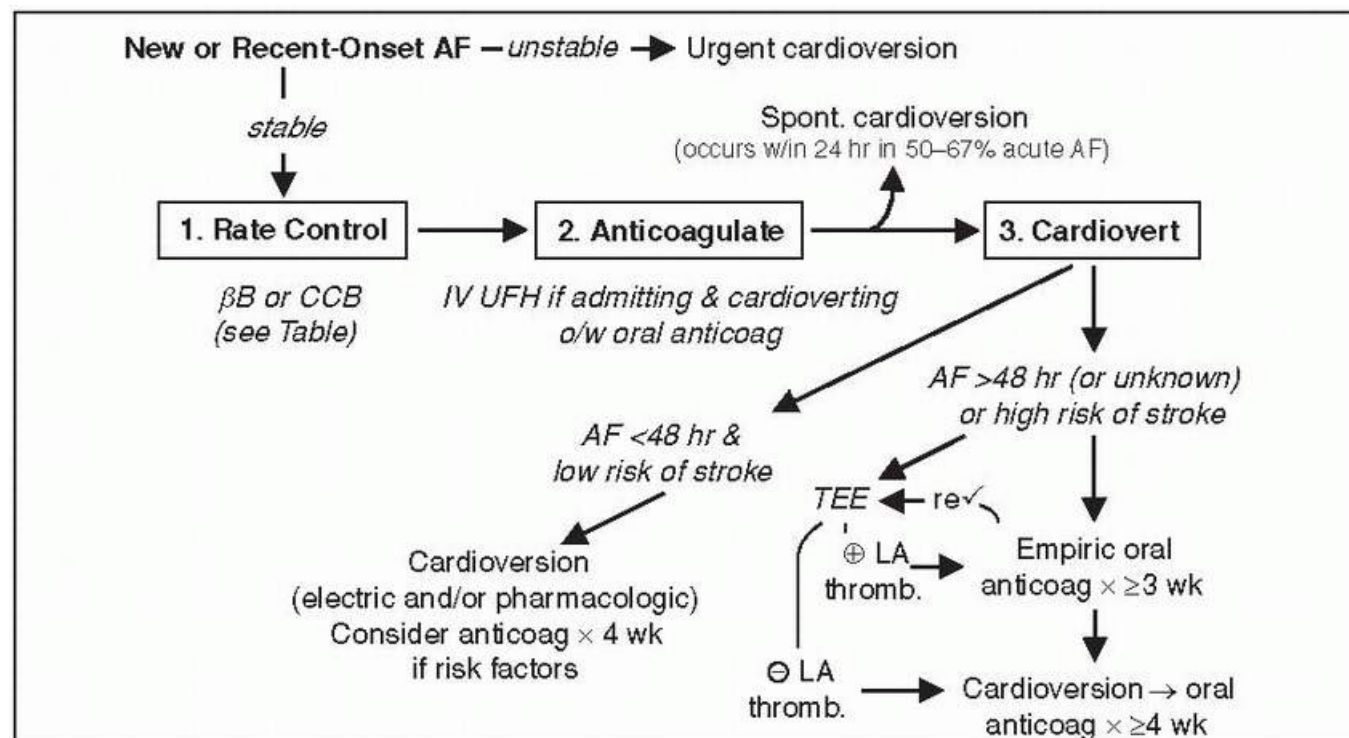 New or Recent-Onset AF – unstable → Urgent cardioversion
stable
Spont. cardioversion
(occurs w/in 24 hr in 50–67% acute AF)
1. Rate Control
2. Anticoagulate
3. Cardiovert
βB or CCB
(see Table)
IV UFH if admitting & cardioverting
o/w oral anticoag
AF >48 hr (or unknown)
or high risk of stroke
AF <48 hr &
low risk of stroke
TEE
re✓
⊕ LA
thromb.
Empiric oral
anticoag × ≥3 wk
Cardioversion
(electric and/or pharmacologic)
Consider anticoag × 4 wk
if risk factors
⊖ LA
thromb.
Cardioversion → oral
anticoag × ≥4 wk